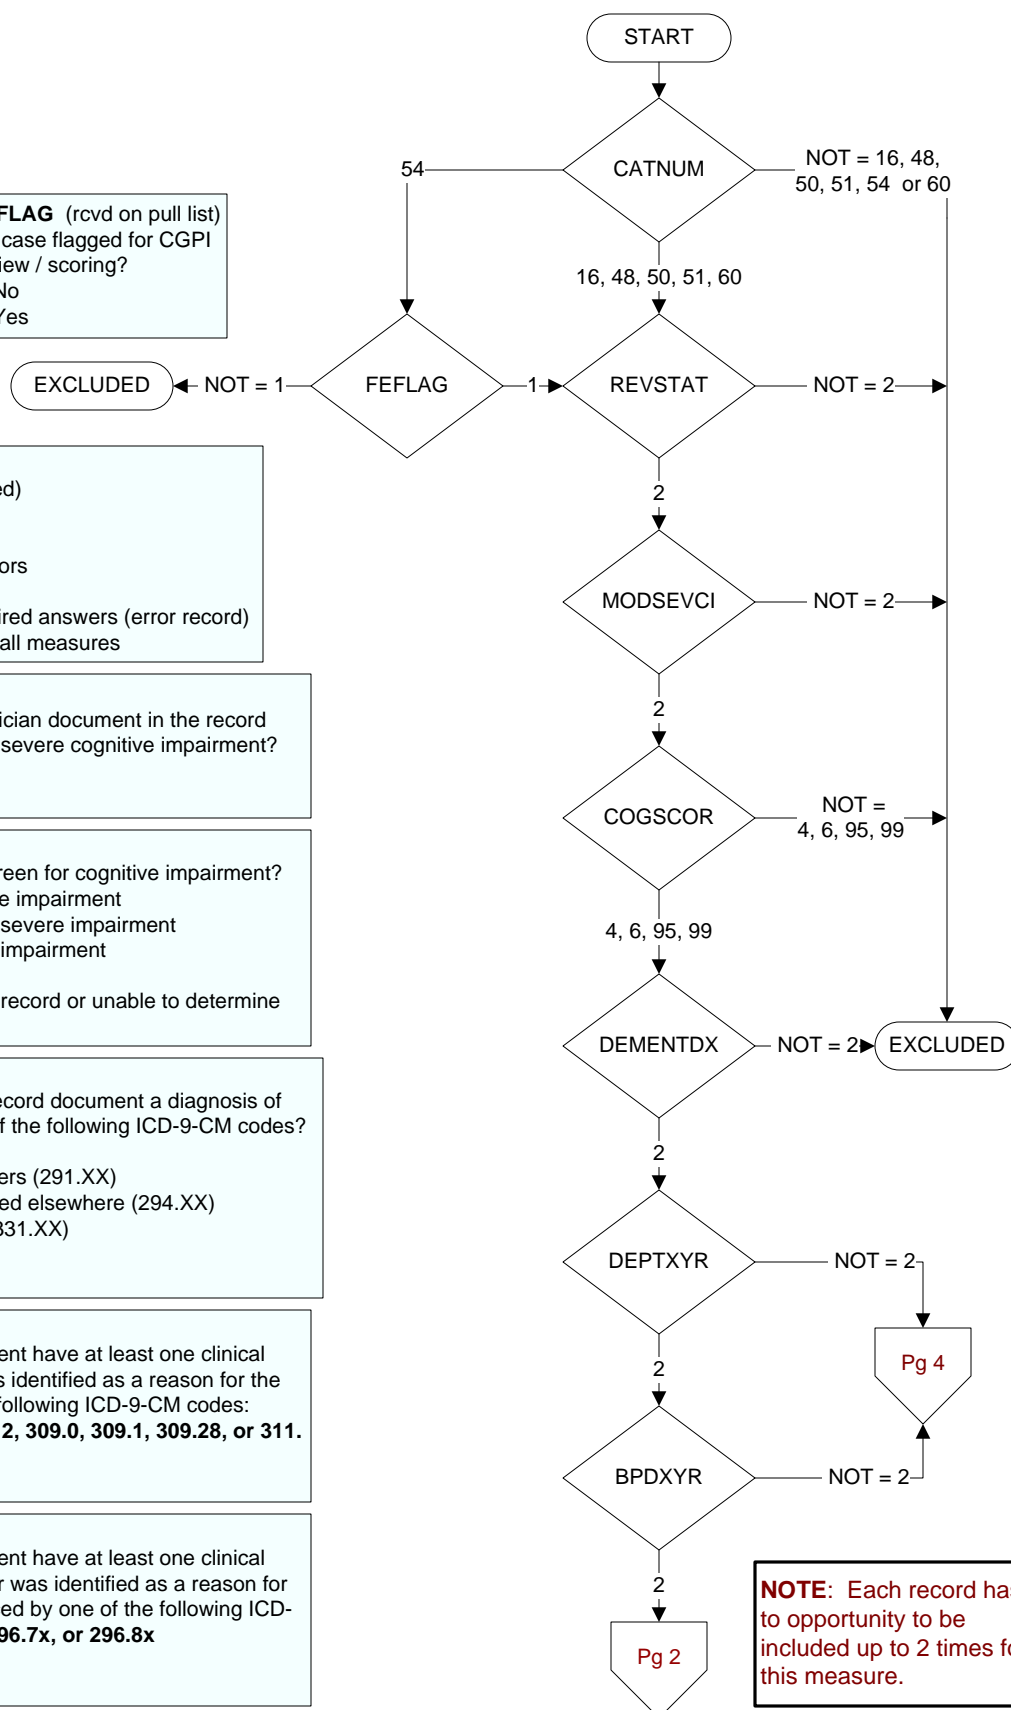 START
CATNUM
54
NOT = 16, 48,
50, 51, 54 or 60
16, 48, 50, 51, 60
FLAG (rcvd on pull list)
case flagged for CGPI
iew / scoring?
No
Yes
EXCLUDED
NOT = 1
FEFLAG
1
REVSTAT
NOT = 2
2
ed)
ors
ired answers (error record)
all measures
MODSEVCI
NOT = 2
2
ician document in the record
severe cognitive impairment?
COGSCOR
NOT =
4, 6, 95, 99
4, 6, 95, 99
reen for cognitive impairment?
e impairment
severe impairment
impairment
record or unable to determine
DEMENTDX
NOT = 2
EXCLUDED
2
ecord document a diagnosis of
f the following ICD-9-CM codes?
ers (291.XX)
ed elsewhere (294.XX)
331.XX)
DEPTXYR
NOT = 2
2
Pg 4
ent have at least one clinical
s identified as a reason for the
following ICD-9-CM codes:
2, 309.0, 309.1, 309.28, or 311.
BPDXYR
NOT = 2
2
ent have at least one clinical
r was identified as a reason for
ed by one of the following ICD-
96.7x, or 296.8x
Pg 2
NOTE: Each record has
to opportunity to be
included up to 2 times fo
this measure.